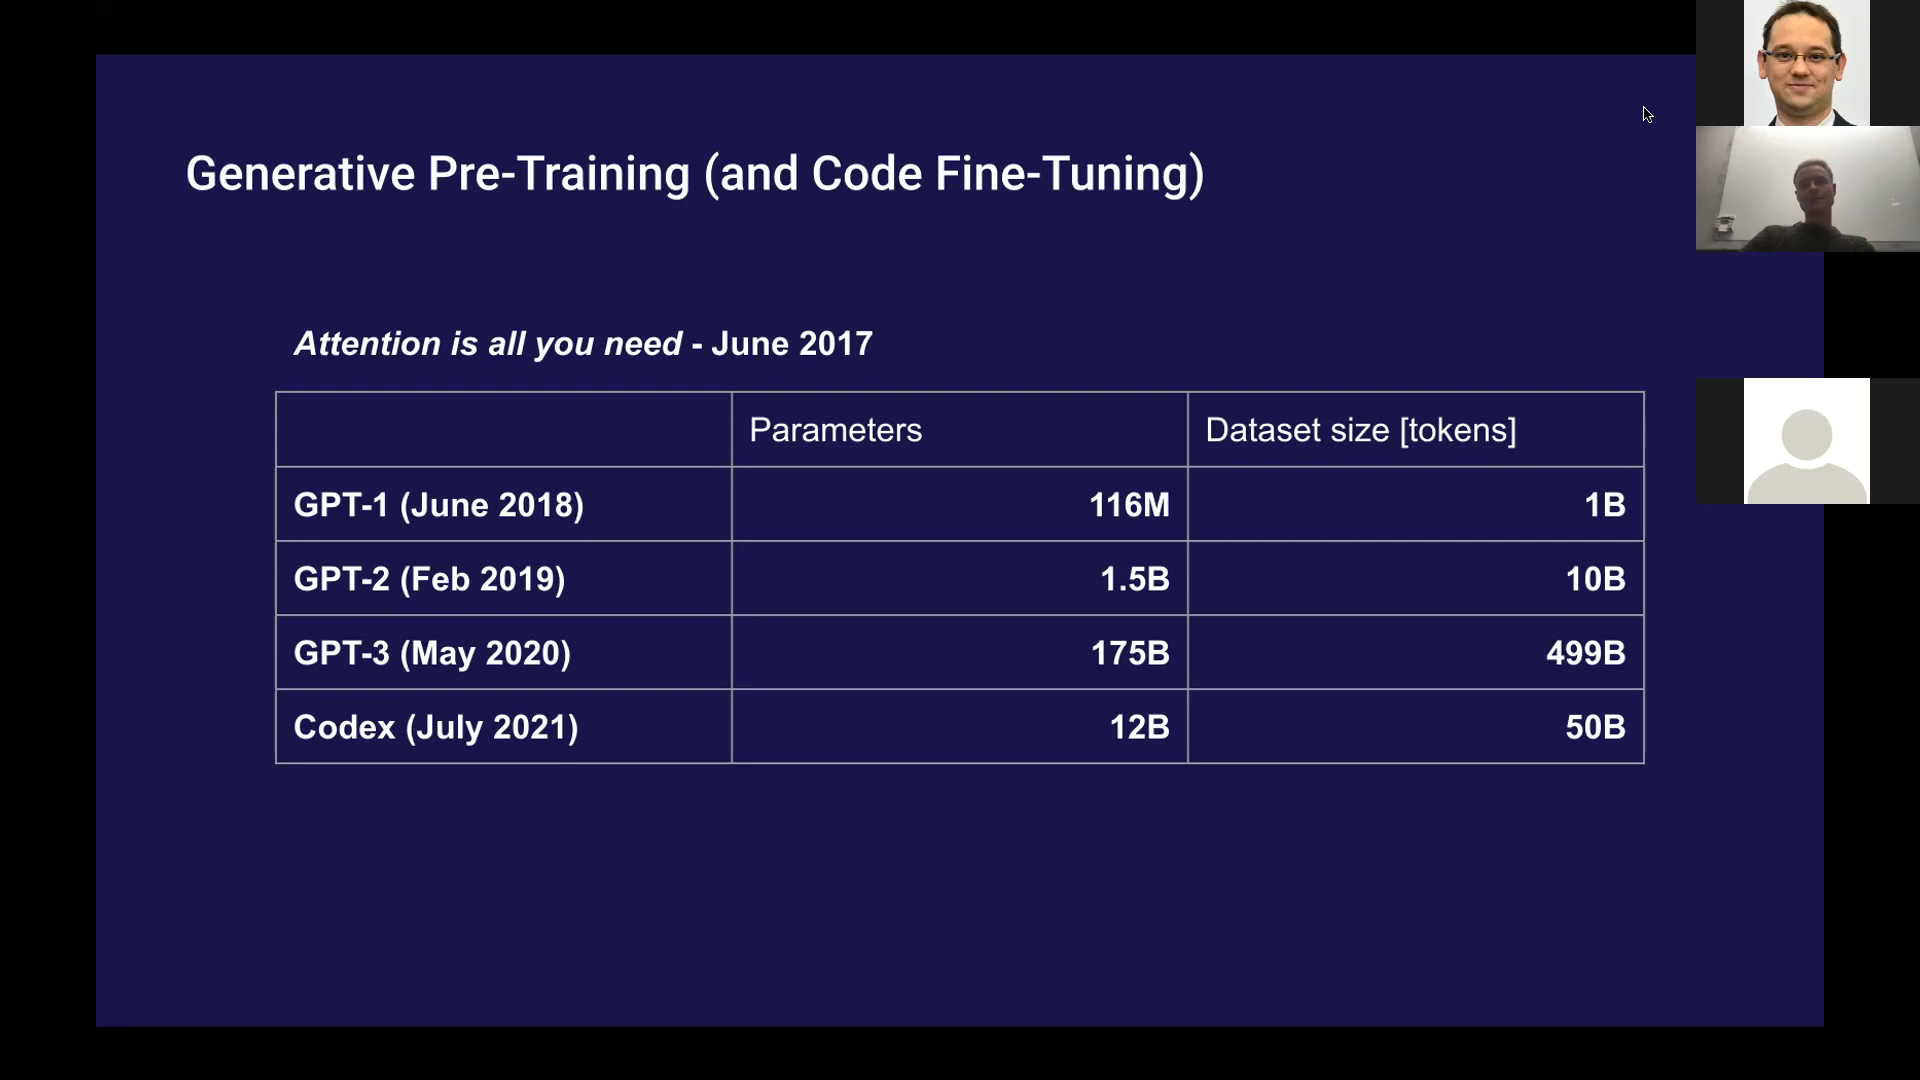 Generative Pre-Training (and Code Fine-Tuning)
Attention is all you need - June 2017
Parameters Dataset size [tokens]
GPT-1 (June 2018) 116M 1B
GPT-2 (Feb 2019) 1.5B 10B
GPT-3 (May 2020) 175B 499B
Codex (July 2021) 12B 50B